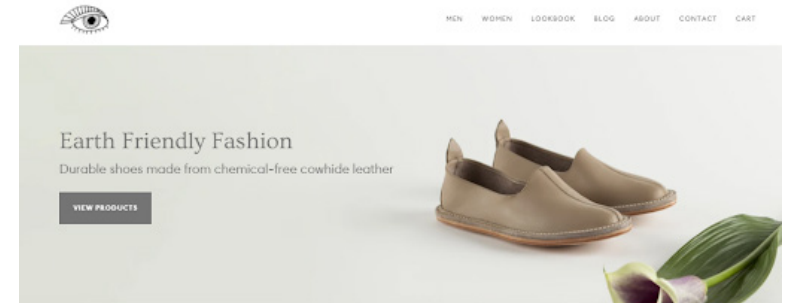 MEN WOMEN LOOKBOOK BLOG ABOUT CONTACT CART
Earth Friendly Fashion
Durable shoes made from chemical-free cowhide leather
VIEW PRODUCTS